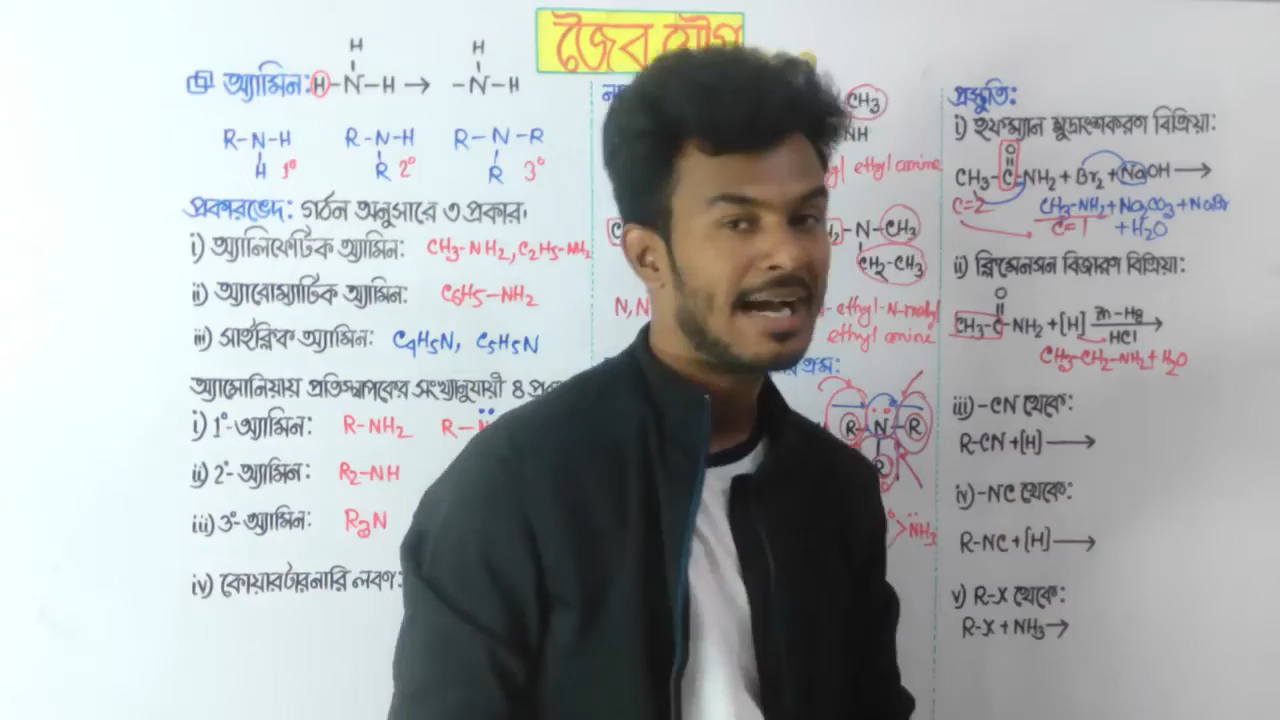 জৈব যৌগ
অ্যামিন: H-N-H → -N-H
H
H
R-N-H
H 1°
R-N-H
R 2°
R-N-R
R 3°
প্রকারভেদ: গঠন অনুসারে ৩ প্রকার,
i) অ্যালিফেটিক অ্যামিন: CH3-NH2, C2H5-NH2
ii) অ্যারোম্যাটিক অ্যামিন: C6H5-NH2
iii) সাইক্লিক অ্যামিন: C4H5N, C5H5N
অ্যামোনিয়ায় প্রতিস্থাপকের সংখ্যানুযায়ী ৪
i) 1°-অ্যামিন: R-NH2 R-N
ii) 2°-অ্যামিন: R2-NH
iii) 3°-অ্যামিন: R3N
iv) কোয়ারটারনারি লবণ:
CH3
NH
ethyl amine
-N-CH3
CH2-CH3
N,N
-ethyl-N-methyl
ethyl amine
R-N-R
R
>NH3
প্রস্তুতি:
i) হফম্যান ক্ষুদ্রাংশকরণ বিক্রিয়া:
O
CH3-C-NH2 + Br2 + NaOH →
C=2 CH3-NH2 + Na2CO3 + NaBr
C=1 + H2O
ii) ক্লিমেনসন বিজারণ বিক্রিয়া:
O
CH3-C-NH2 + [H] Zn-Hg →
HCl
CH3-CH2-NH2 + H2O
iii) -CN থেকে:
R-CN + [H] →
iv) -NC থেকে:
R-NC + [H] →
v) R-X থেকে:
R-X + NH3 →